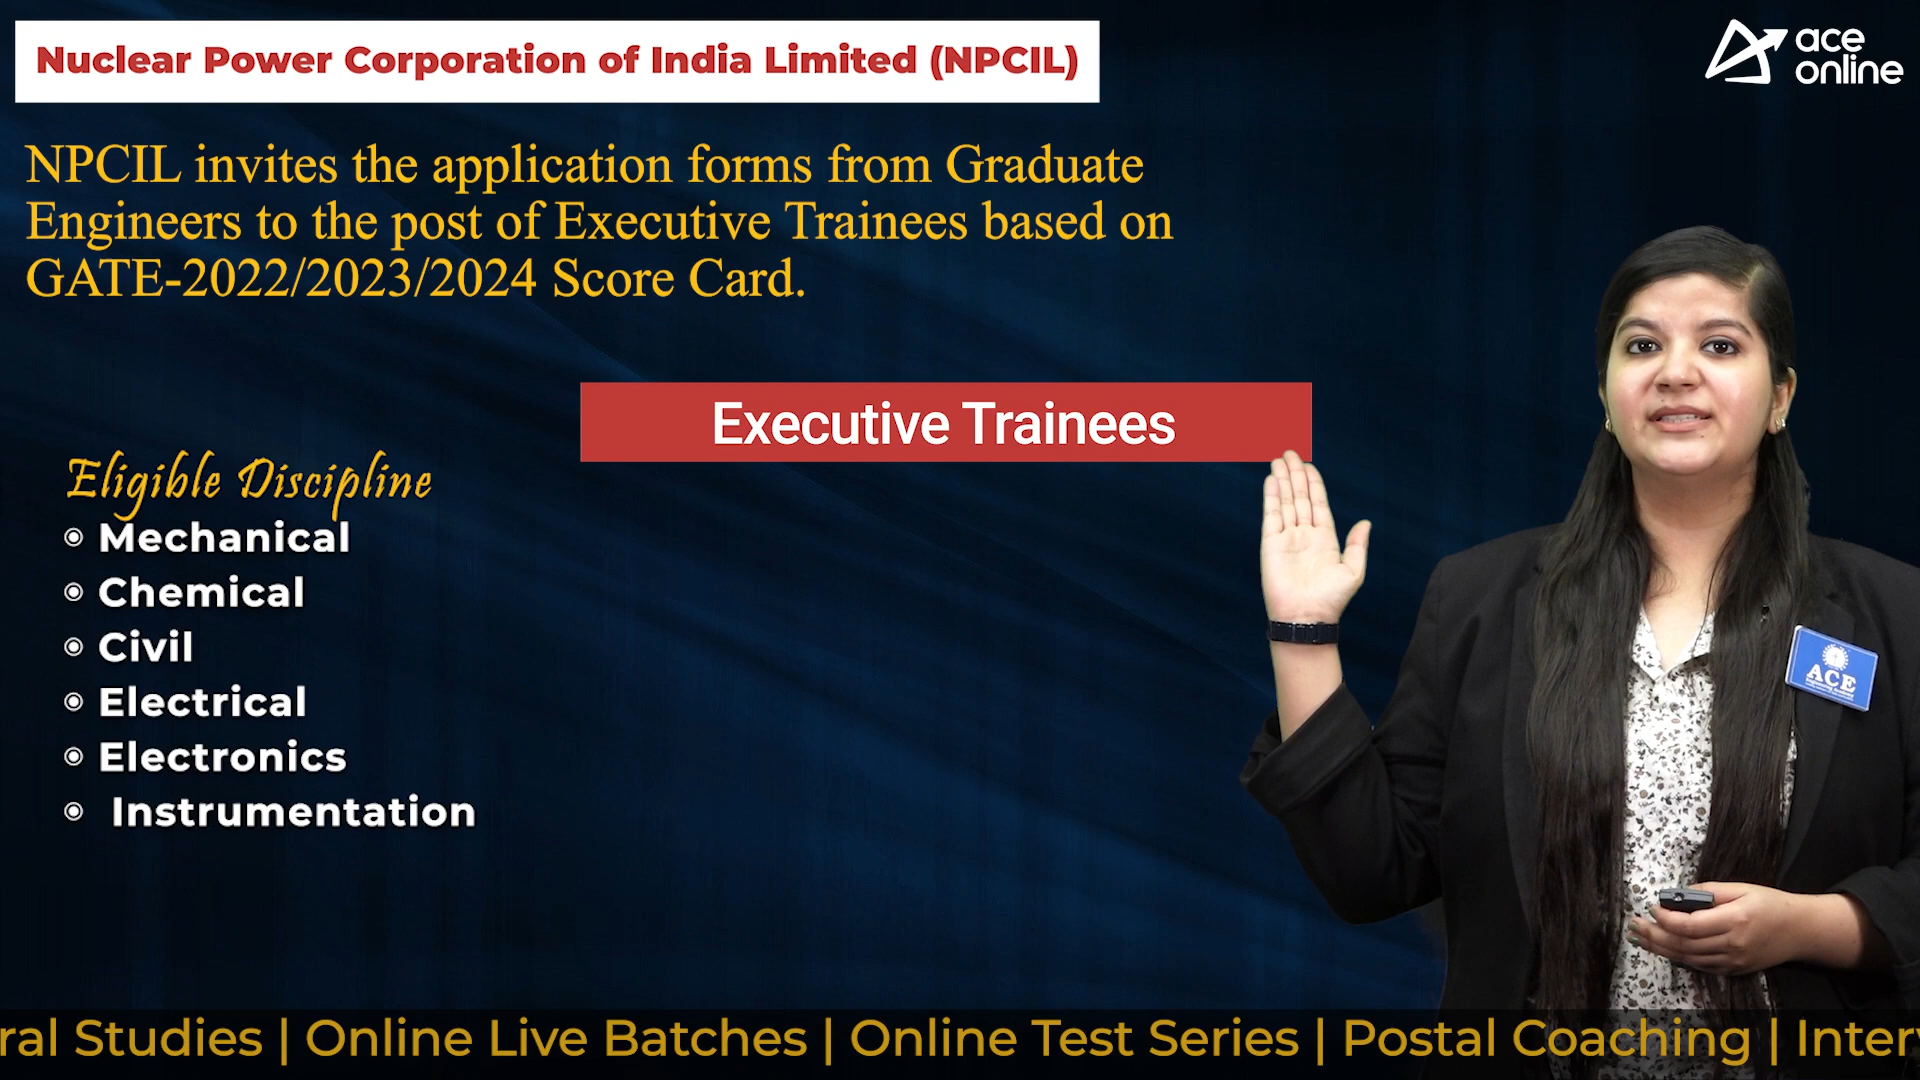 Nuclear Power Corporation of India Limited (NPCIL)
ace
online
NPCIL invites the application forms from Graduate
Engineers to the post of Executive Trainees based on
GATE-2022/2023/2024 Score Card.
Executive Trainees
Eligible Discipline
Mechanical
Chemical
Civil
Electrical
Electronics
Instrumentation
ACE
ral Studies | Online Live Batches | Online Test Series | Postal Coaching | Inter